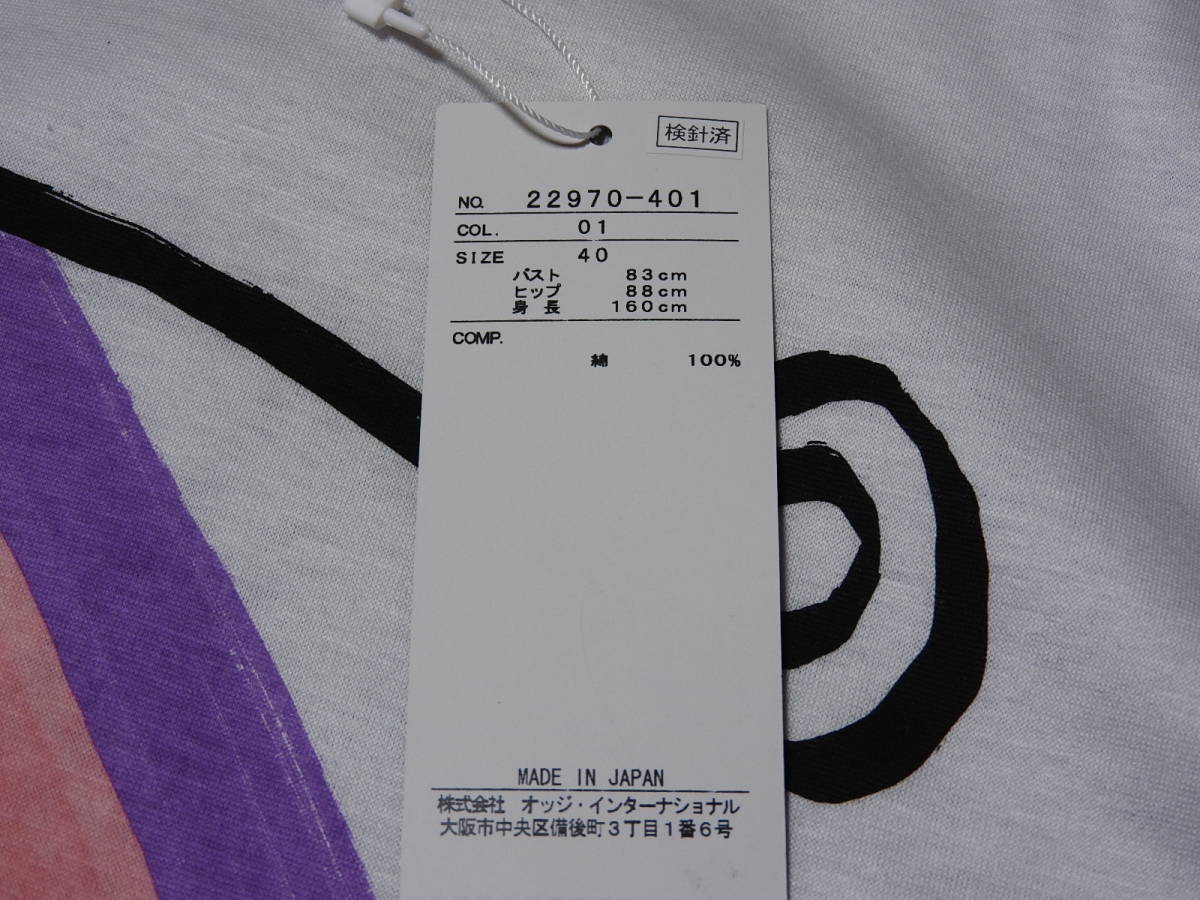 検針済
NO. 22970-401
COL. 01
SIZE 40
バスト 83cm
ヒップ 88cm
身長 160cm
COMP.
綿 100%
MADE IN JAPAN
株式会社 オッジ・インターナショナル
大阪市中央区備後町3丁目1番6号